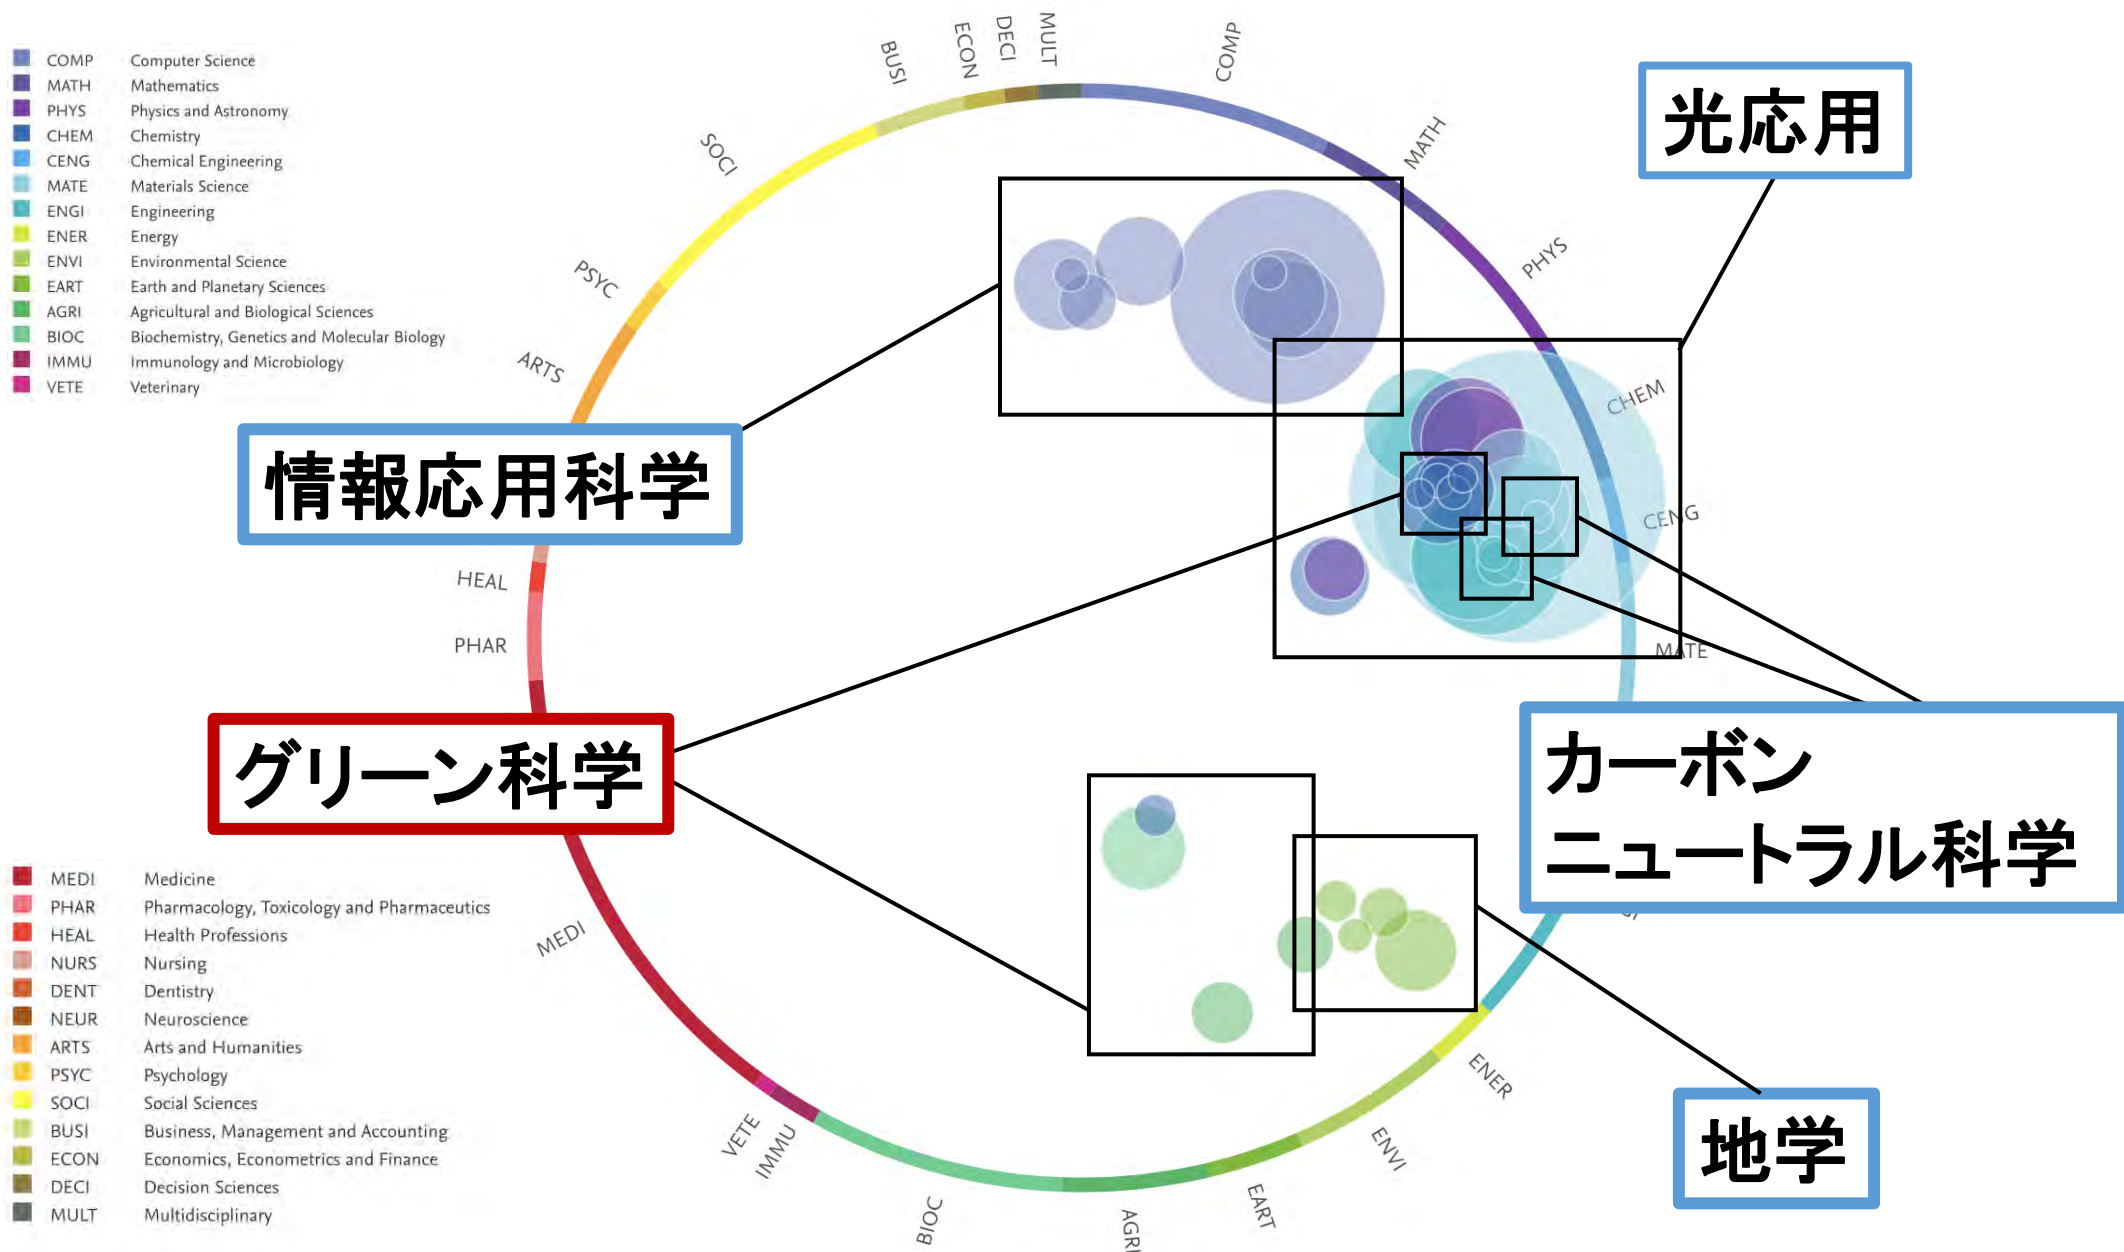 COMP Computer Science
MATH Mathematics
PHYS Physics and Astronomy
CHEM Chemistry
CENG Chemical Engineering
MATE Materials Science
ENGI Engineering
ENER Energy
ENVI Environmental Science
EART Earth and Planetary Sciences
AGRI Agricultural and Biological Sciences
BIOC Biochemistry, Genetics and Molecular Biology
IMMU Immunology and Microbiology
VETE Veterinary
BUSI
ECON
DECI
MULT
COMP
MATH
PHYS
CHEM
CENG
MATE
SOCI
PSYC
ARTS
HEAL
PHAR
MEDI
VETE
IMMU
BIOC
AGRI
EART
ENVI
ENER
光応用
情報応用科学
グリーン科学
カーボン
ニュートラル科学
地学
MEDI Medicine
PHAR Pharmacology, Toxicology and Pharmaceutics
HEAL Health Professions
NURS Nursing
DENT Dentistry
NEUR Neuroscience
ARTS Arts and Humanities
PSYC Psychology
SOCI Social Sciences
BUSI Business, Management and Accounting
ECON Economics, Econometrics and Finance
DECI Decision Sciences
MULT Multidisciplinary